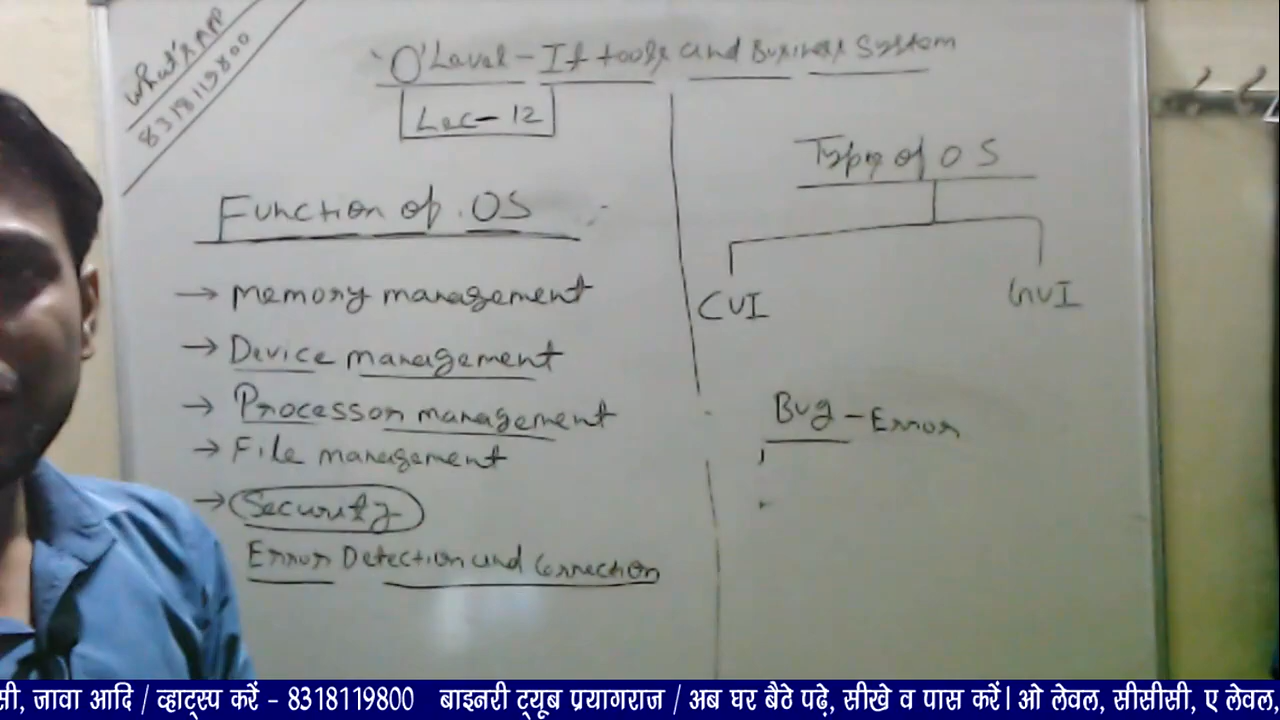 What's APP
8318119800
O'Laval - It tools and Businex System
Lec - 12
Function of OS
→ Memory management
→ Device management
→ Processor management
→ File management
→ Security
Error Detection and Correction
Types of OS
CUI
GUI
Bug - Error
सी, जावा आदि / व्हाट्स्प करें - 8318119800 बाइनरी ट्यूब प्रयागराज / अब घर बैठे पढ़े, सीखे व पास करें। ओ लेवल, सीसीसी, ए लेवल,